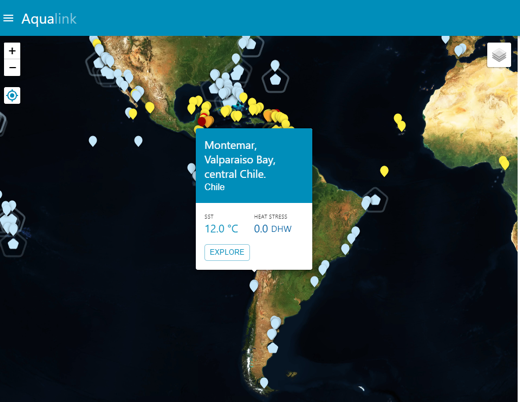 Aqualink
+
−
Montemar,
Valparaiso Bay,
central Chile.
Chile
SST HEAT STRESS
12.0 °C 0.0 DHW
EXPLORE